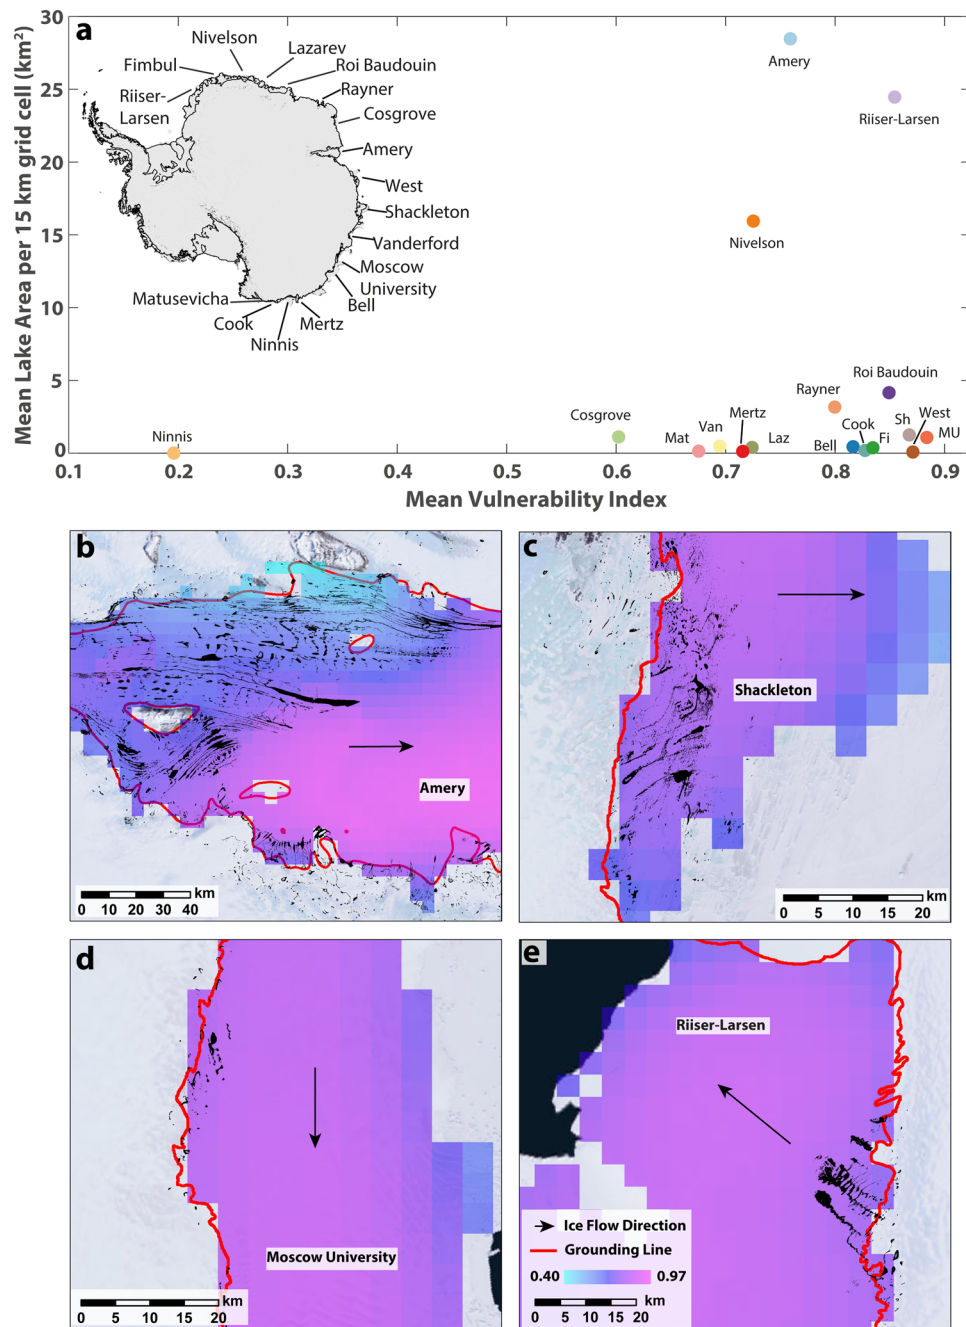 a
Mean Lake Area per 15 km grid cell (km²)
30
25
20
15
10
5
0
0.1
0.2
0.3
0.4
0.5
0.6
0.7
0.8
0.9
Mean Vulnerability Index
Nivelson
Lazarev
Fimbul
Roi Baudouin
Riiser-
Larsen
Rayner
Cosgrove
Amery
West
Shackleton
Vanderford
Moscow
University
Matusevicha
Bell
Cook
Mertz
Ninnis
Amery
Riiser-Larsen
Nivelson
Roi Baudouin
Rayner
Cosgrove
Mertz
Sh
West
Van
Cook
Mat
Laz
Bell
Fi
MU
Ninnis
b
Amery
km
0 10 20 30 40
c
Shackleton
km
0 5 10 15 20
d
Moscow University
km
0 5 10 15 20
e
Riiser-Larsen
Ice Flow Direction
Grounding Line
0.40
0.97
km
0 5 10 15 20